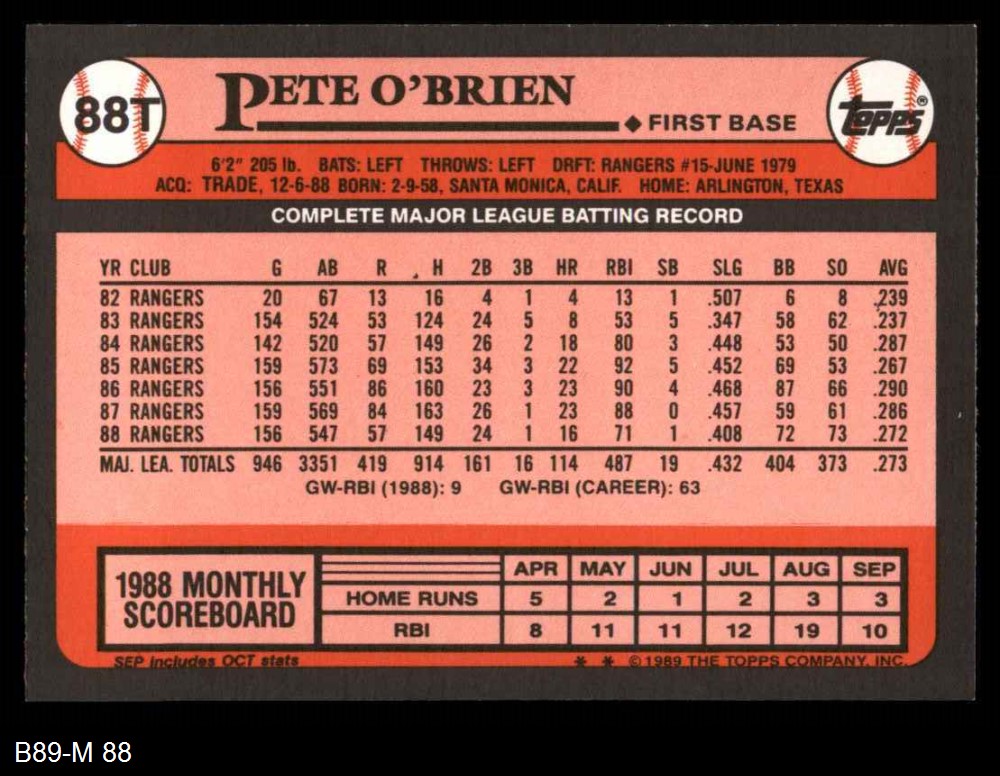 88T
PETE O'BRIEN
◆ FIRST BASE
TOPPS®
6'2" 205 lb. BATS: LEFT THROWS: LEFT DRFT: RANGERS #15-JUNE 1979
ACQ: TRADE, 12-6-88 BORN: 2-9-58, SANTA MONICA, CALIF. HOME: ARLINGTON, TEXAS
COMPLETE MAJOR LEAGUE BATTING RECORD
YR CLUB G AB R H 2B 3B HR RBI SB SLG BB SO AVG
82 RANGERS 20 67 13 16 4 1 4 13 1 .507 6 8 .239
83 RANGERS 154 524 53 124 24 5 8 53 5 .347 58 62 .237
84 RANGERS 142 520 57 149 26 2 18 80 3 .448 53 50 .287
85 RANGERS 159 573 69 153 34 3 22 92 5 .452 69 53 .267
86 RANGERS 156 551 86 160 23 3 23 90 4 .468 87 66 .290
87 RANGERS 159 569 84 163 26 1 23 88 0 .457 59 61 .286
88 RANGERS 156 547 57 149 24 1 16 71 1 .408 72 73 .272
MAJ. LEA. TOTALS 946 3351 419 914 161 16 114 487 19 .432 404 373 .273
GW-RBI (1988): 9 GW-RBI (CAREER): 63
1988 MONTHLY SCOREBOARD
APR MAY JUN JUL AUG SEP
HOME RUNS 5 2 1 2 3 3
RBI 8 11 11 12 19 10
SEP includes OCT stats
* * © 1989 THE TOPPS COMPANY, INC.
B89-M 88